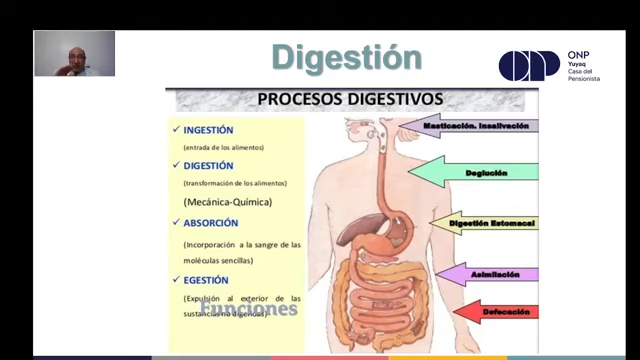 Digestión
ONP
ONP
Yuyaq
Casa del
Pensionista
PROCESOS DIGESTIVOS
✓ INGESTIÓN
(entrada de los alimentos)
✓ DIGESTIÓN
(transformación de los alimentos)
(Mecánica-Química)
✓ ABSORCIÓN
(Incorporación a la sangre de las
moléculas sencillas)
✓ EGESTIÓN
(Expulsión al exterior de las
sustancias no digeridas)
Funciones
Masticación. Insalivación
Deglución
Digestión Estomacal
Asimilación
Defecación